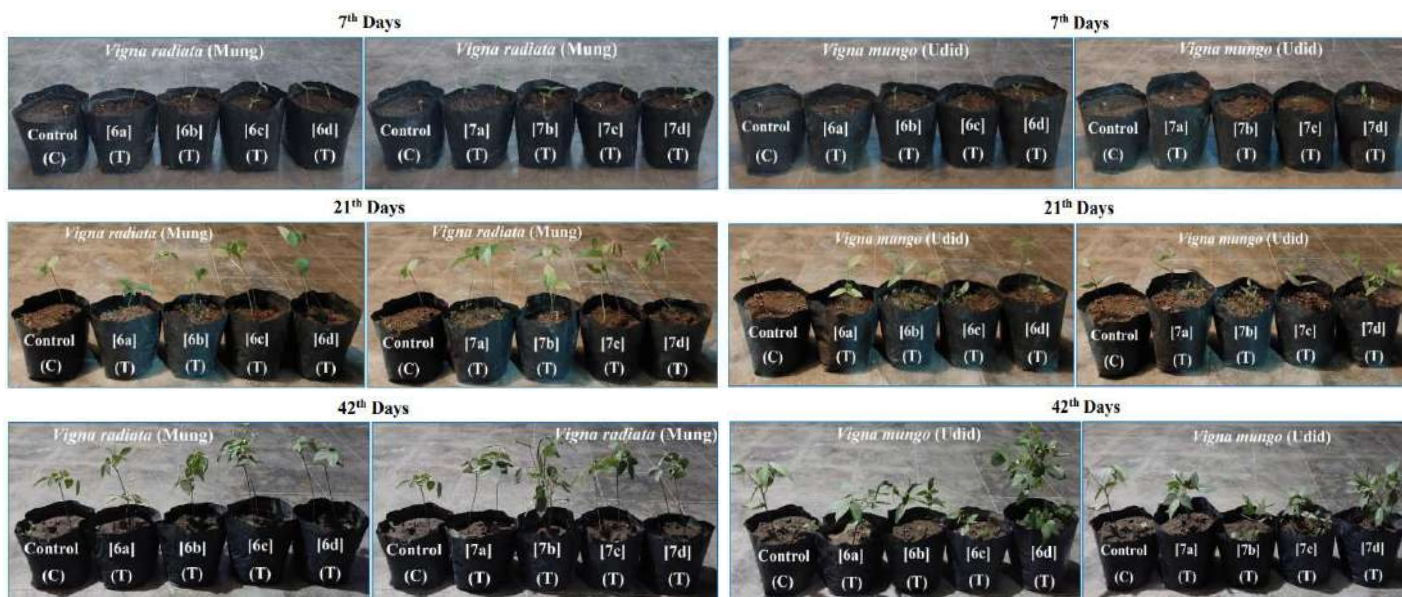 7th Days
7th Days
Vigna radiata (Mung)
Vigna radiata (Mung)
Vigna mungo (Udid)
Vigna mungo (Udid)
Control [6a] [6b] [6c] [6d]
(C) (T) (T) (T) (T)
Control [7a] [7b] [7c] [7d]
(C) (T) (T) (T) (T)
Control [6a] [6b] [6c] [6d]
(C) (T) (T) (T) (T)
Control [7a] [7b] [7c] [7d]
(C) (T) (T) (T) (T)
21th Days
21th Days
Vigna radiata (Mung)
Vigna radiata (Mung)
Vigna mungo (Udid)
Vigna mungo (Udid)
Control [6a] [6b] [6c] [6d]
(C) (T) (T) (T) (T)
Control [7a] [7b] [7c] [7d]
(C) (T) (T) (T) (T)
Control [6a] [6b] [6c] [6d]
(C) (T) (T) (T) (T)
Control [7a] [7b] [7c] [7d]
(C) (T) (T) (T) (T)
42th Days
42th Days
Vigna radiata (Mung)
Vigna radiata (Mung)
Vigna mungo (Udid)
Vigna mungo (Udid)
Control [6a] [6b] [6c] [6d]
(C) (T) (T) (T) (T)
Control [7a] [7b] [7c] [7d]
(C) (T) (T) (T) (T)
Control [6a] [6b] [6c] [6d]
(C) (T) (T) (T) (T)
Control [7a] [7b] [7c] [7d]
(C) (T) (T) (T) (T)